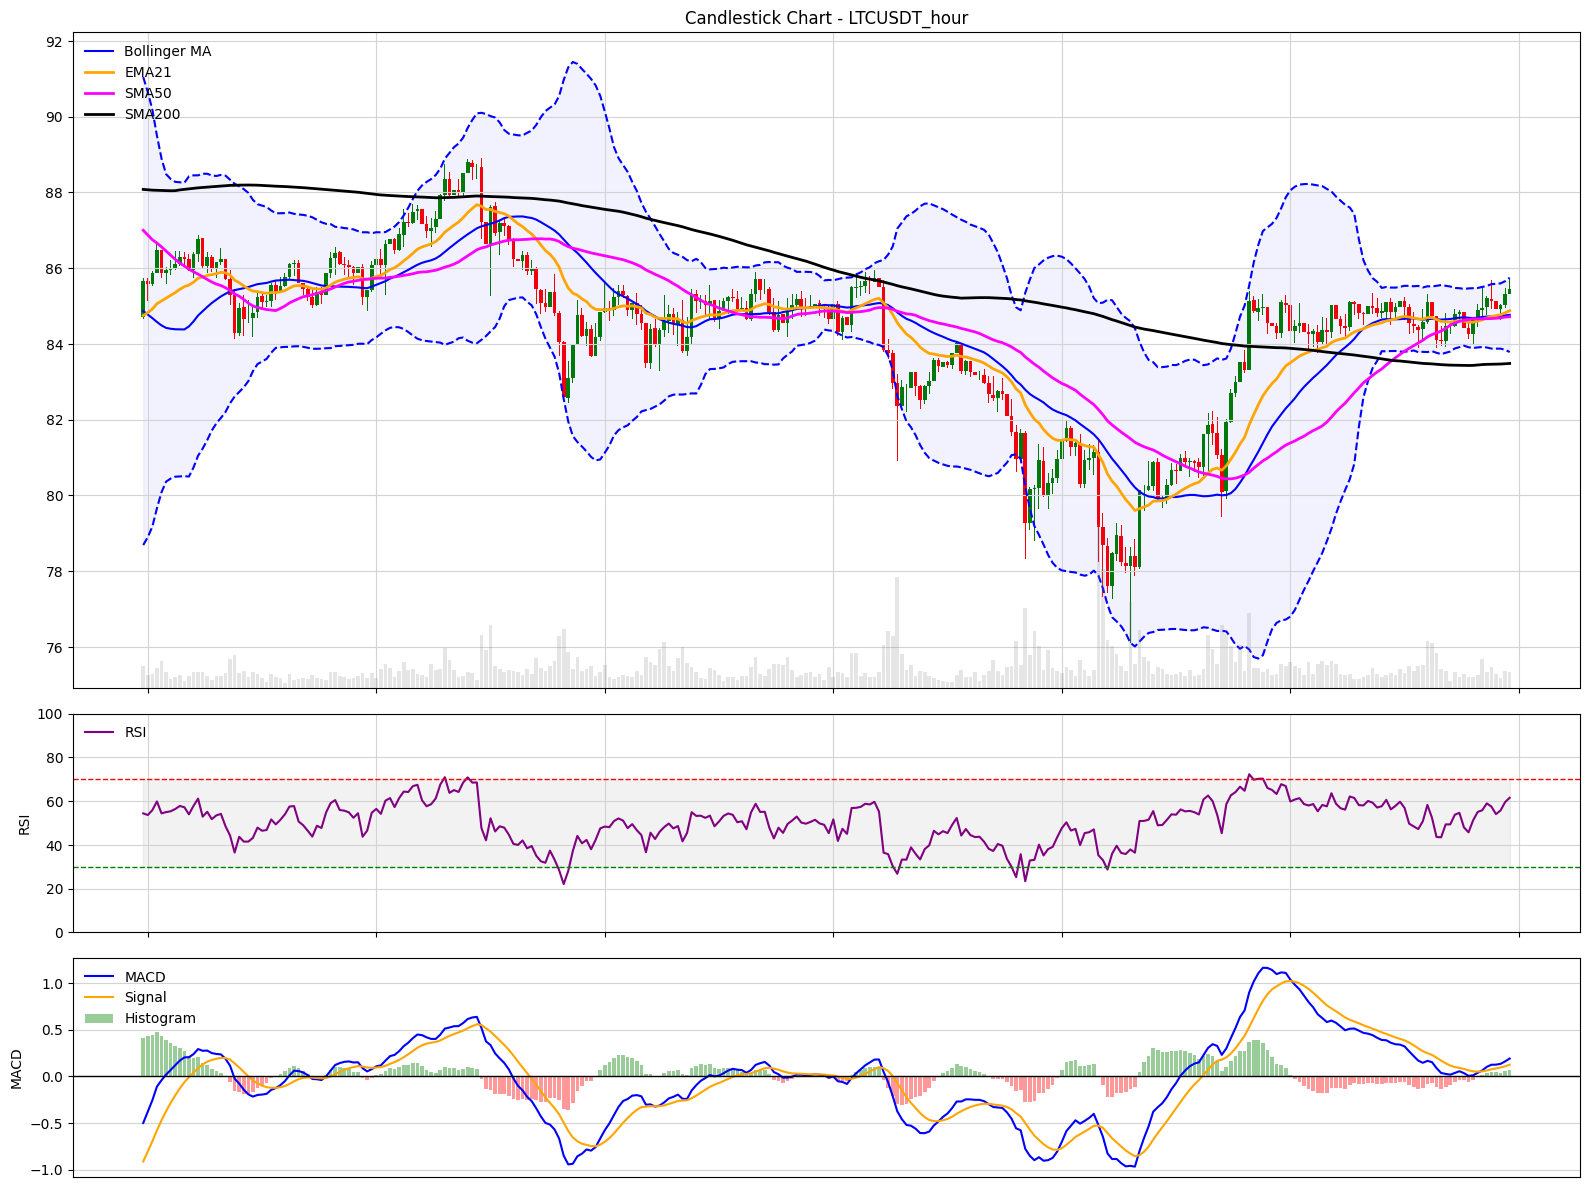 Candlestick Chart - LTCUSDT_hour
Bollinger MA
EMA21
SMA50
SMA200
92
90
88
86
84
82
80
78
76
RSI
100
80
60
40
20
0
RSI
MACD
Signal
Histogram
1.0
0.5
0.0
−0.5
−1.0
MACD